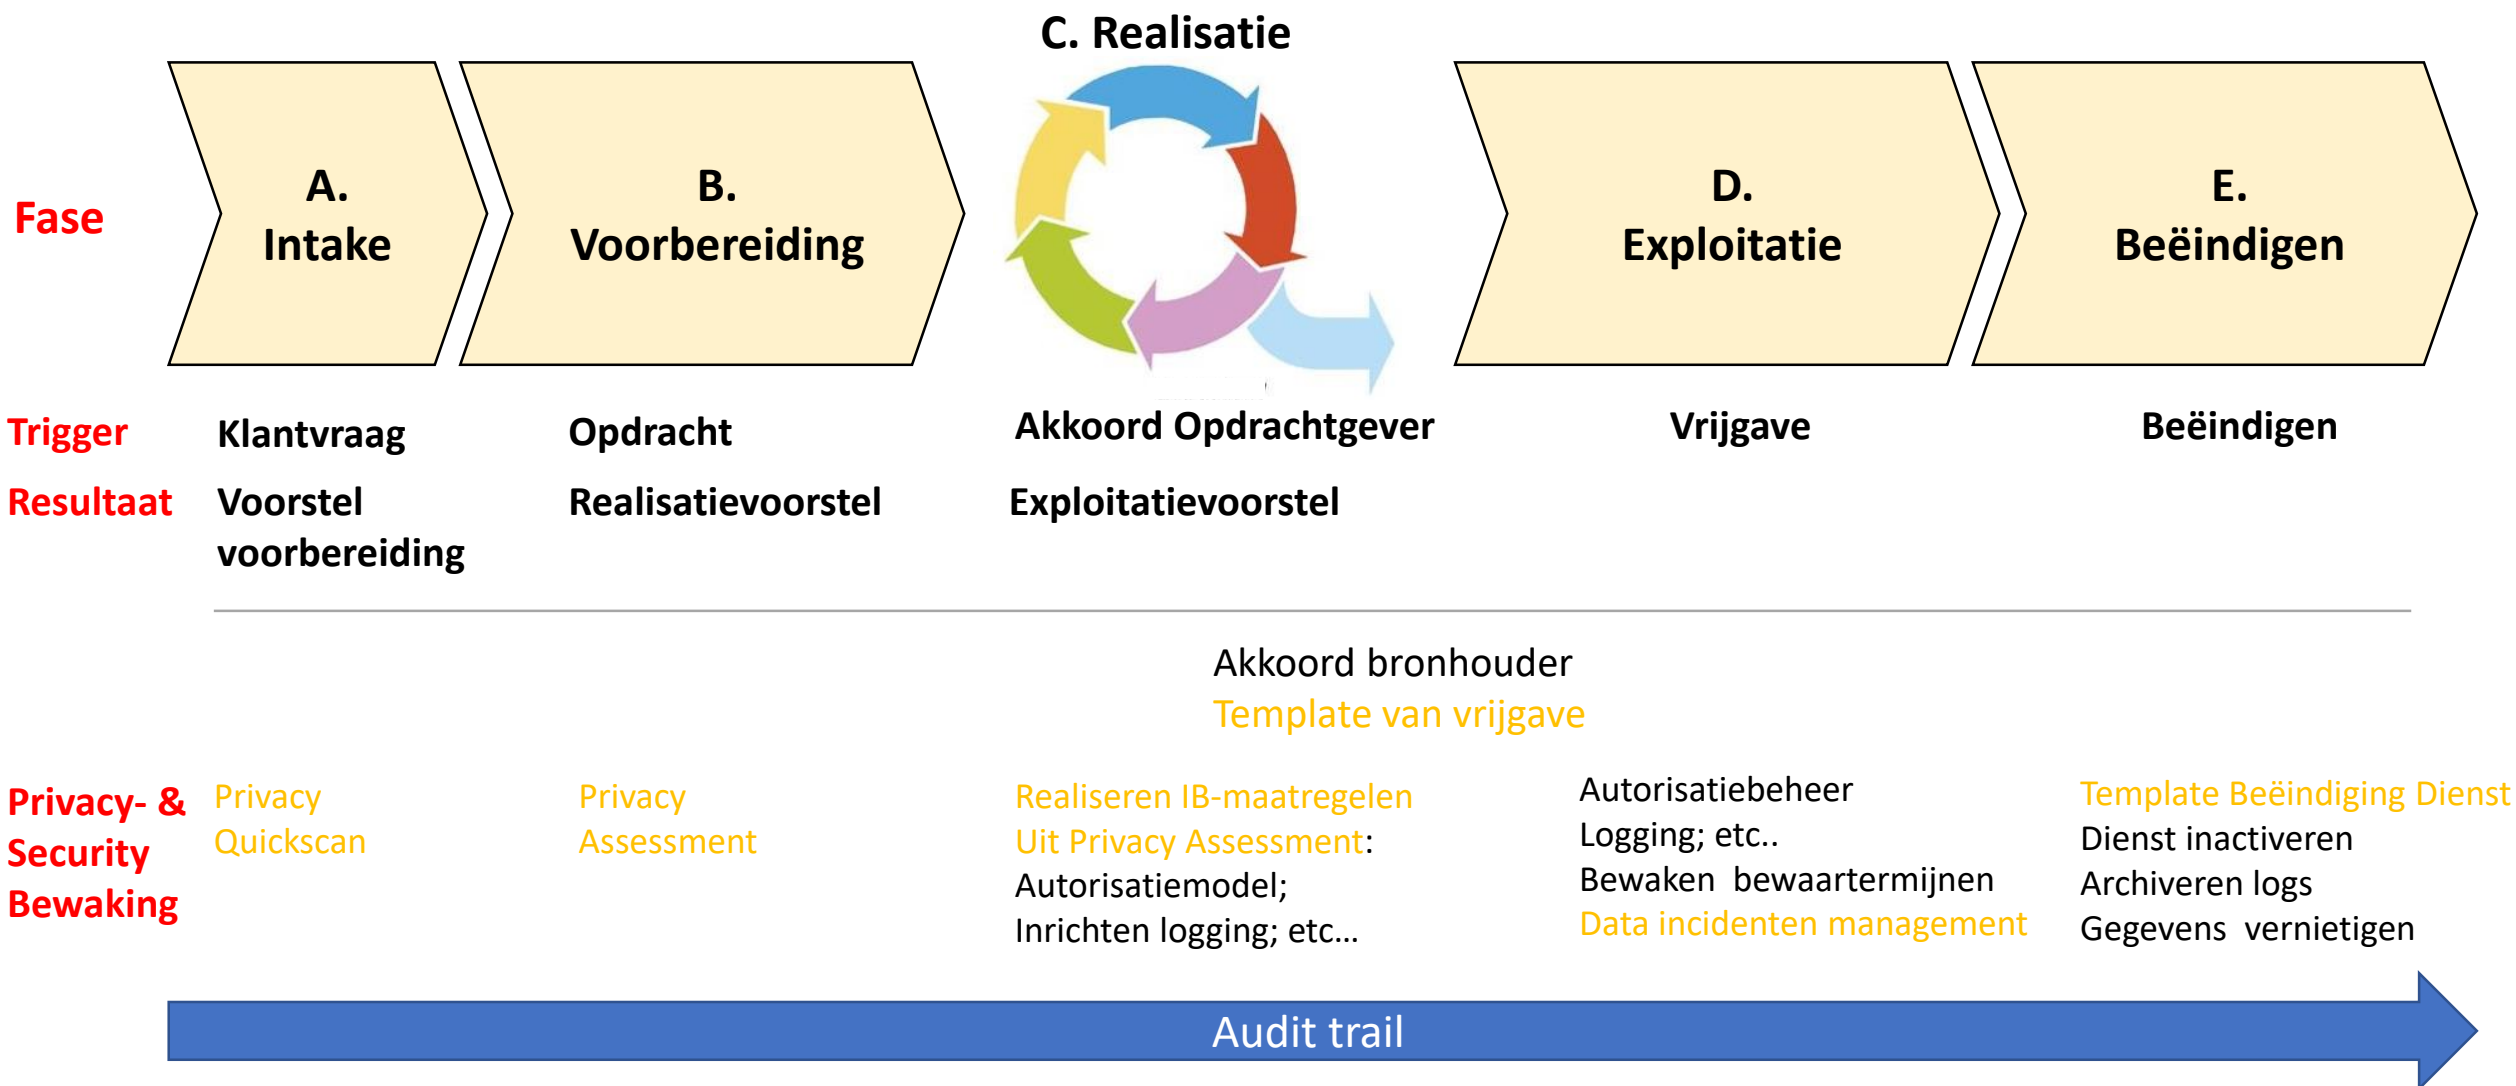 C. Realisatie
Fase
A.
Intake
B.
Voorbereiding
D.
Exploitatie
E.
Beëindigen
Trigger
Klantvraag
Opdracht
Akkoord Opdrachtgever
Vrijgave
Beëindigen
Resultaat
Voorstel
voorbereiding
Realisatievoorstel
Exploitatievoorstel
Akkoord bronhouder
Template van vrijgave
Privacy- &
Security
Bewaking
Privacy
Quickscan
Privacy
Assessment
Realiseren IB-maatregelen
Uit Privacy Assessment:
Autorisatiemodel;
Inrichten logging; etc...
Autorisatiebeheer
Logging; etc..
Bewaken  bewaartermijnen
Data incidenten management
Template Beëindiging Dienst
Dienst inactiveren
Archiveren logs
Gegevens  vernietigen
Audit trail